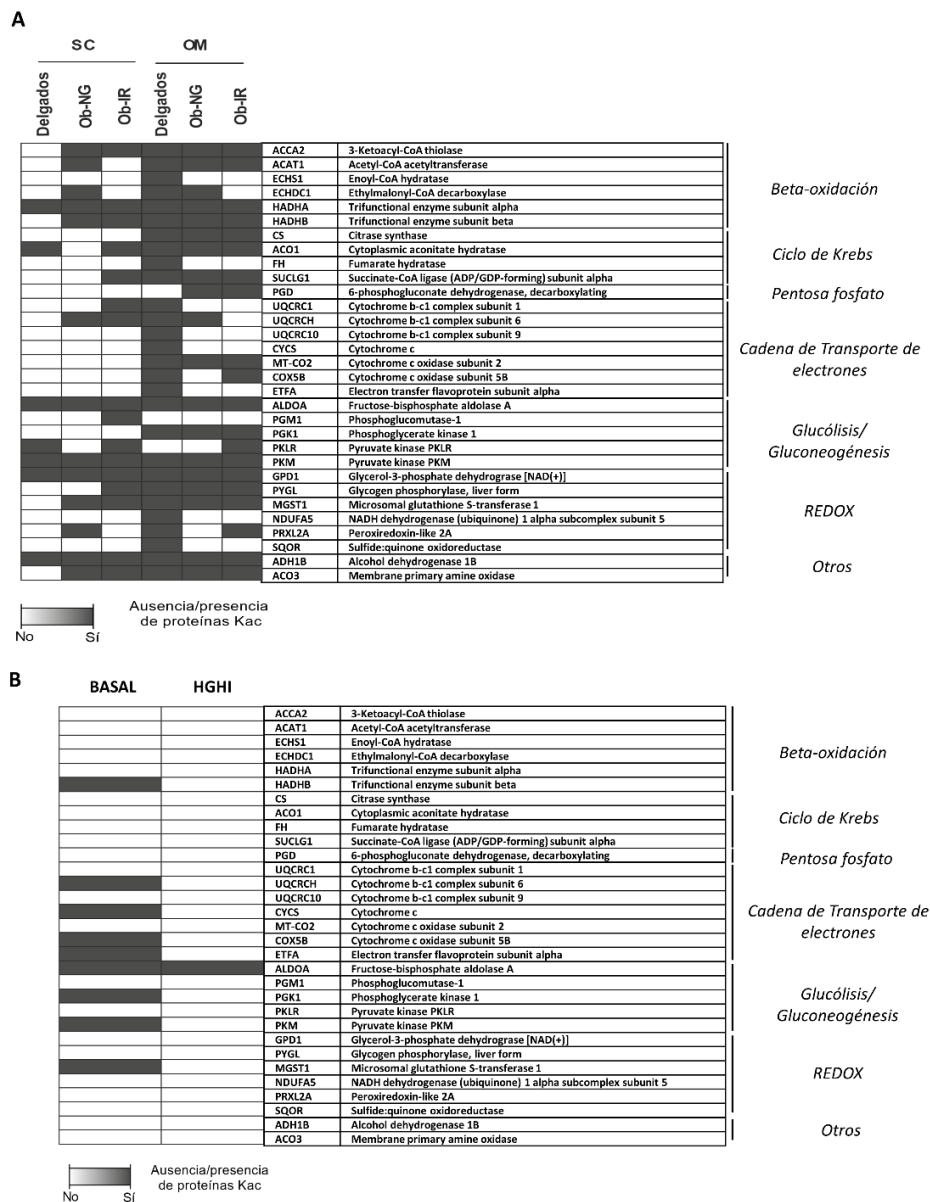 A
SC OM
Delgados Ob-NG Ob-IR Delgados Ob-NG Ob-IR
ACCA2 3-Ketoacyl-CoA thiolase
ACAT1 Acetyl-CoA acetyltransferase
ECHS1 Enoyl-CoA hydratase
ECHDC1 Ethylmalonyl-CoA decarboxylase
HADHA Trifunctional enzyme subunit alpha
HADHB Trifunctional enzyme subunit beta
Beta-oxidación
CS Citrase synthase
ACO1 Cytoplasmic aconitate hydratase
FH Fumarate hydratase
SUCLG1 Succinate-CoA ligase (ADP/GDP-forming) subunit alpha
Ciclo de Krebs
PGD 6-phosphogluconate dehydrogenase, decarboxylating
Pentosa fosfato
UQCRC1 Cytochrome b-c1 complex subunit 1
UQCRCH Cytochrome b-c1 complex subunit 6
UQCRC10 Cytochrome b-c1 complex subunit 9
CYCS Cytochrome c
MT-CO2 Cytochrome c oxidase subunit 2
COX5B Cytochrome c oxidase subunit 5B
ETFA Electron transfer flavoprotein subunit alpha
Cadena de Transporte de
electrones
ALDOA Fructose-bisphosphate aldolase A
PGM1 Phosphoglucomutase-1
PGK1 Phosphoglycerate kinase 1
PKLR Pyruvate kinase PKLR
PKM Pyruvate kinase PKM
Glucólisis/
Gluconeogénesis
GPD1 Glycerol-3-phosphate dehydrograse [NAD(+)]
PYGL Glycogen phosphorylase, liver form
MGST1 Microsomal glutathione S-transferase 1
NDUFA5 NADH dehydrogenase (ubiquinone) 1 alpha subcomplex subunit 5
PRXL2A Peroxiredoxin-like 2A
SQOR Sulfide:quinone oxidoreductase
REDOX
ADH1B Alcohol dehydrogenase 1B
ACO3 Membrane primary amine oxidase
Otros
Ausencia/presencia
de proteínas Kac
No Sí
B
BASAL HGHI
ACCA2 3-Ketoacyl-CoA thiolase
ACAT1 Acetyl-CoA acetyltransferase
ECHS1 Enoyl-CoA hydratase
ECHDC1 Ethylmalonyl-CoA decarboxylase
HADHA Trifunctional enzyme subunit alpha
HADHB Trifunctional enzyme subunit beta
Beta-oxidación
CS Citrase synthase
ACO1 Cytoplasmic aconitate hydratase
FH Fumarate hydratase
SUCLG1 Succinate-CoA ligase (ADP/GDP-forming) subunit alpha
Ciclo de Krebs
PGD 6-phosphogluconate dehydrogenase, decarboxylating
Pentosa fosfato
UQCRC1 Cytochrome b-c1 complex subunit 1
UQCRCH Cytochrome b-c1 complex subunit 6
UQCRC10 Cytochrome b-c1 complex subunit 9
CYCS Cytochrome c
MT-CO2 Cytochrome c oxidase subunit 2
COX5B Cytochrome c oxidase subunit 5B
ETFA Electron transfer flavoprotein subunit alpha
Cadena de Transporte de
electrones
ALDOA Fructose-bisphosphate aldolase A
PGM1 Phosphoglucomutase-1
PGK1 Phosphoglycerate kinase 1
PKLR Pyruvate kinase PKLR
PKM Pyruvate kinase PKM
Glucólisis/
Gluconeogénesis
GPD1 Glycerol-3-phosphate dehydrograse [NAD(+)]
PYGL Glycogen phosphorylase, liver form
MGST1 Microsomal glutathione S-transferase 1
NDUFA5 NADH dehydrogenase (ubiquinone) 1 alpha subcomplex subunit 5
PRXL2A Peroxiredoxin-like 2A
SQOR Sulfide:quinone oxidoreductase
REDOX
ADH1B Alcohol dehydrogenase 1B
ACO3 Membrane primary amine oxidase
Otros
Ausencia/presencia
de proteínas Kac
No Sí